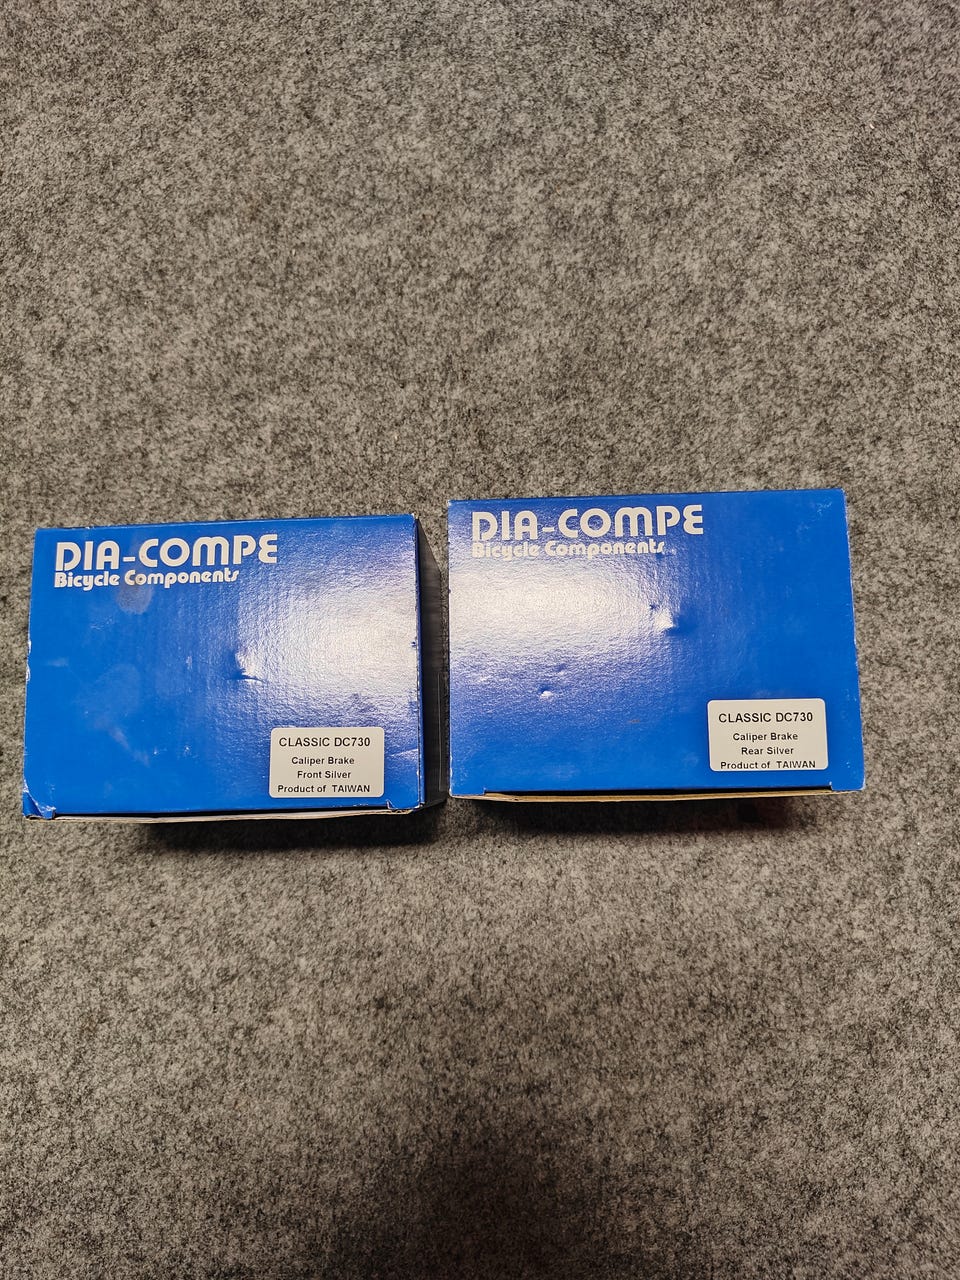 DIA-COMPE
Bicycle Components
CLASSIC DC730
Caliper Brake
Front Silver
Product of TAIWAN
DIA-COMPE
Bicycle Components
CLASSIC DC730
Caliper Brake
Rear Silver
Product of TAIWAN